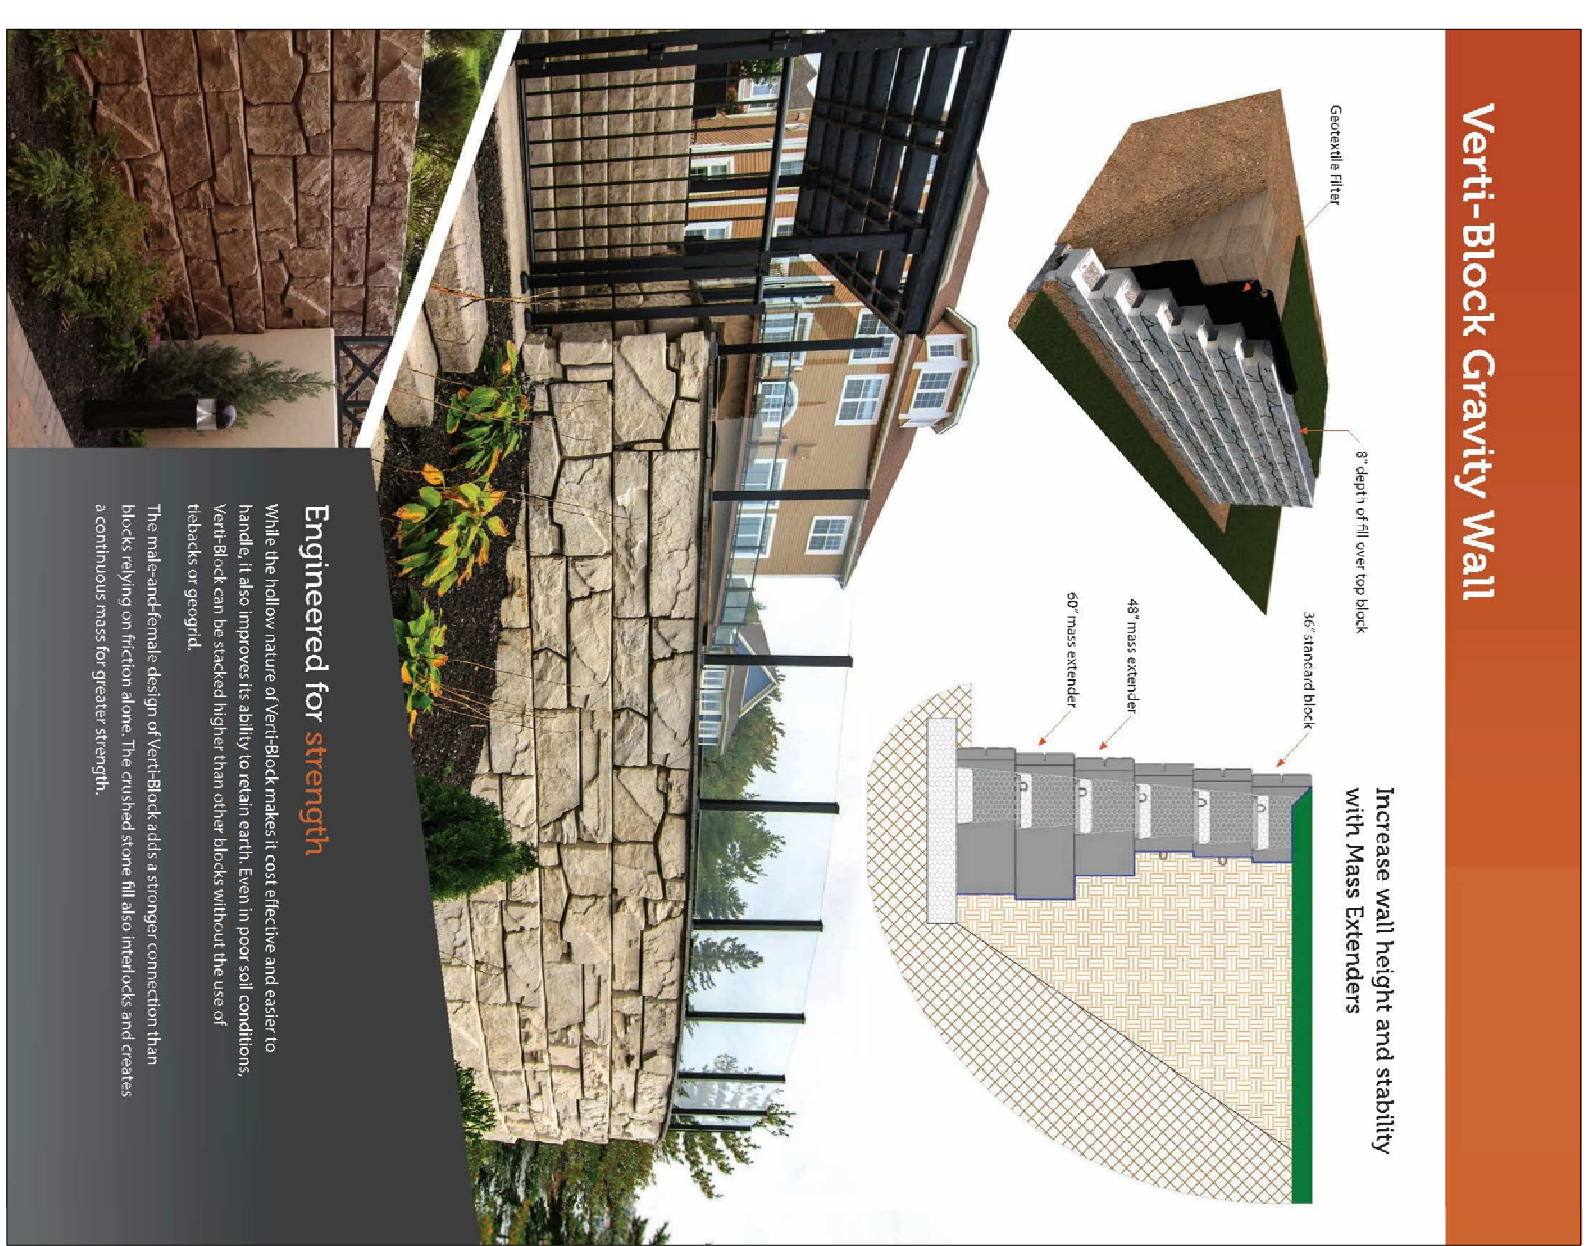 Verti-Block Gravity Wall
Geotextile Filter
8" depth of fill over top block
Increase wall height and stability
with Mass Extenders
36" standard block
48" mass extender
60" mass extender
Engineered for strength
While the hollow nature of Verti-Block makes it cost effective and easier to
handle, it also improves its ability to retain earth. Even in poor soil conditions,
Verti-Block can be stacked higher than other blocks without the use of
tiebacks or geogrid.
The male-and-female design of Verti-Block adds a stronger connection than
blocks relying on friction alone. The crushed stone fill also interlocks and creates
a continuous mass for greater strength.